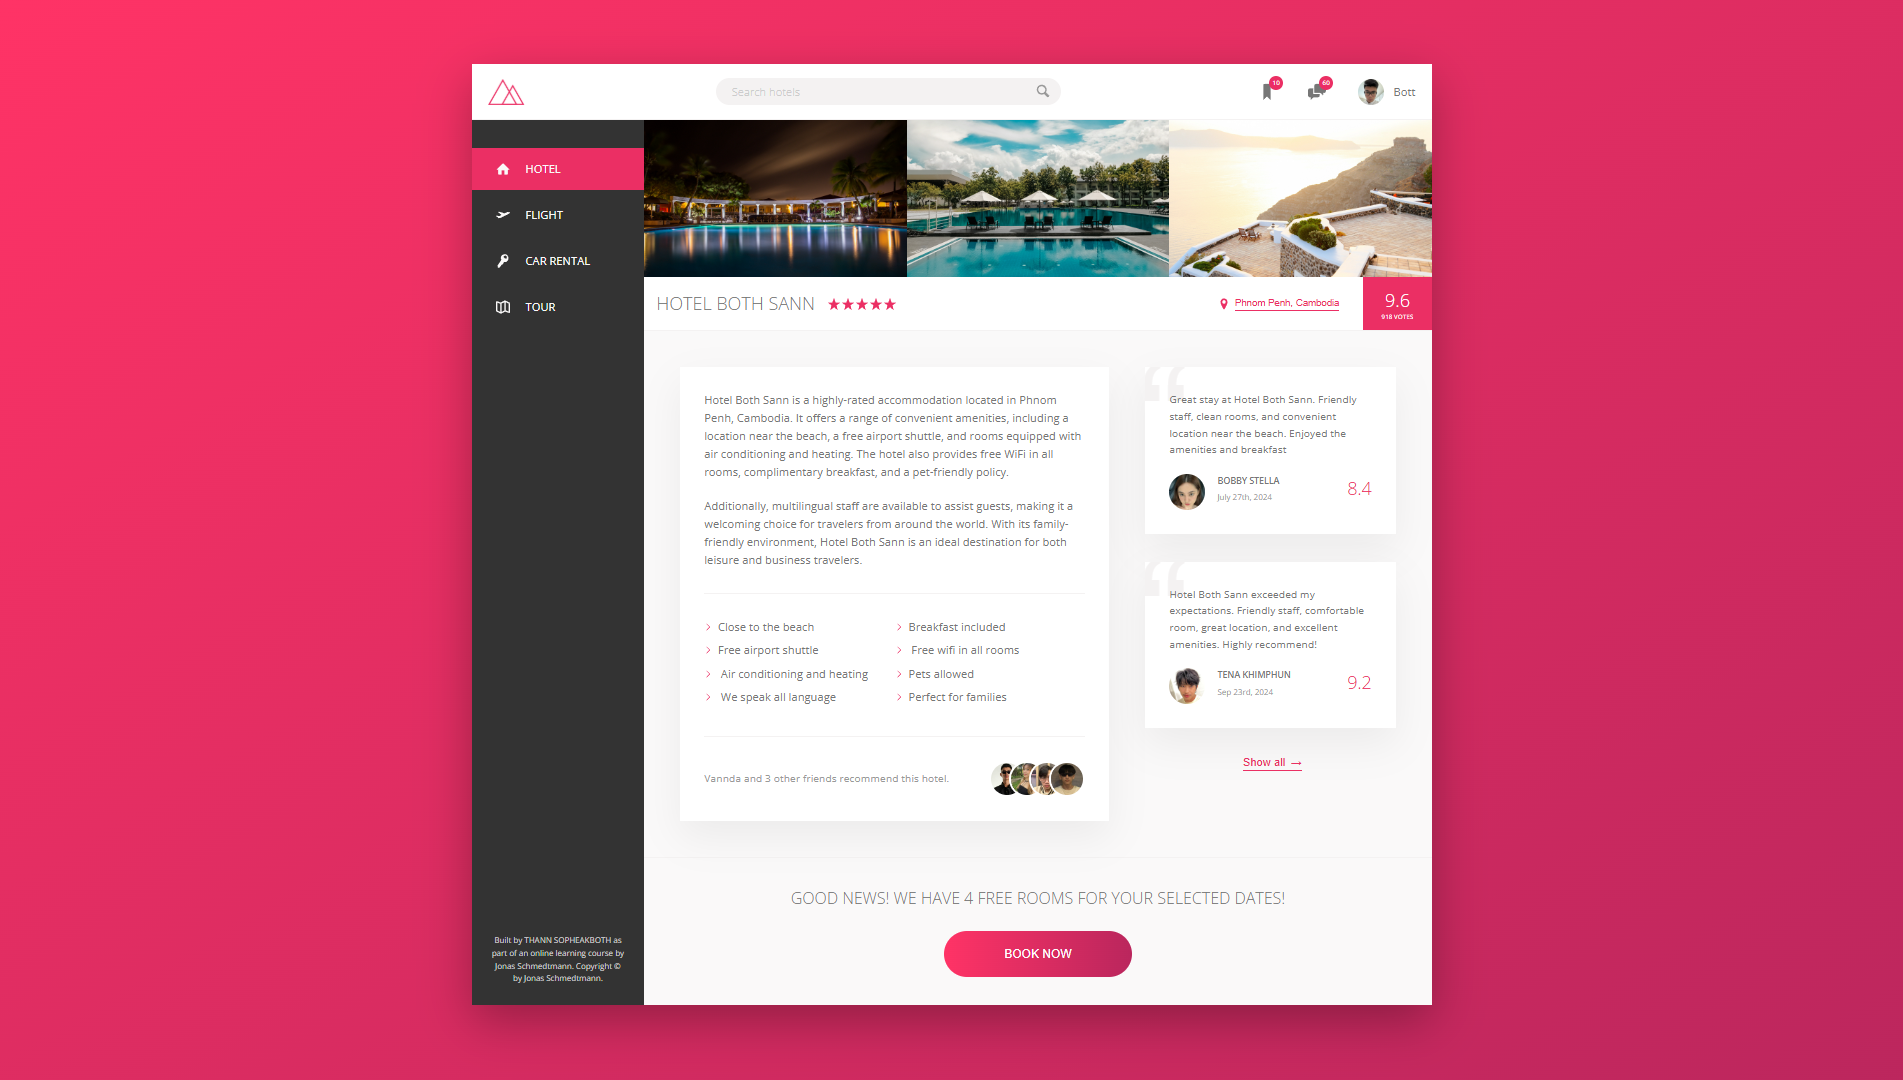 Search hotels
10
60
Bott
HOTEL
FLIGHT
CAR RENTAL
TOUR
HOTEL BOTH SANN
Phnom Penh, Cambodia
9.6
918 VOTES
Hotel Both Sann is a highly-rated accommodation located in Phnom
Penh, Cambodia. It offers a range of convenient amenities, including a
location near the beach, a free airport shuttle, and rooms equipped with
air conditioning and heating. The hotel also provides free WiFi in all
rooms, complimentary breakfast, and a pet-friendly policy.
Additionally, multilingual staff are available to assist guests, making it a
welcoming choice for travelers from around the world. With its family-
friendly environment, Hotel Both Sann is an ideal destination for both
leisure and business travelers.
Close to the beach
Breakfast included
Free airport shuttle
Free wifi in all rooms
Air conditioning and heating
Pets allowed
We speak all language
Perfect for families
Vannda and 3 other friends recommend this hotel.
“
Great stay at Hotel Both Sann. Friendly
staff, clean rooms, and convenient
location near the beach. Enjoyed the
amenities and breakfast
BOBBY STELLA
July 27th, 2024
8.4
“
Hotel Both Sann exceeded my
expectations. Friendly staff, comfortable
room, great location, and excellent
amenities. Highly recommend!
TENA KHIMPHUN
Sep 23rd, 2024
9.2
Show all →
GOOD NEWS! WE HAVE 4 FREE ROOMS FOR YOUR SELECTED DATES!
BOOK NOW
Built by THANN SOPHEAKBOTH as
part of an online learning course by
Jonas Schmedtmann. Copyright ©
by Jonas Schmedtmann.